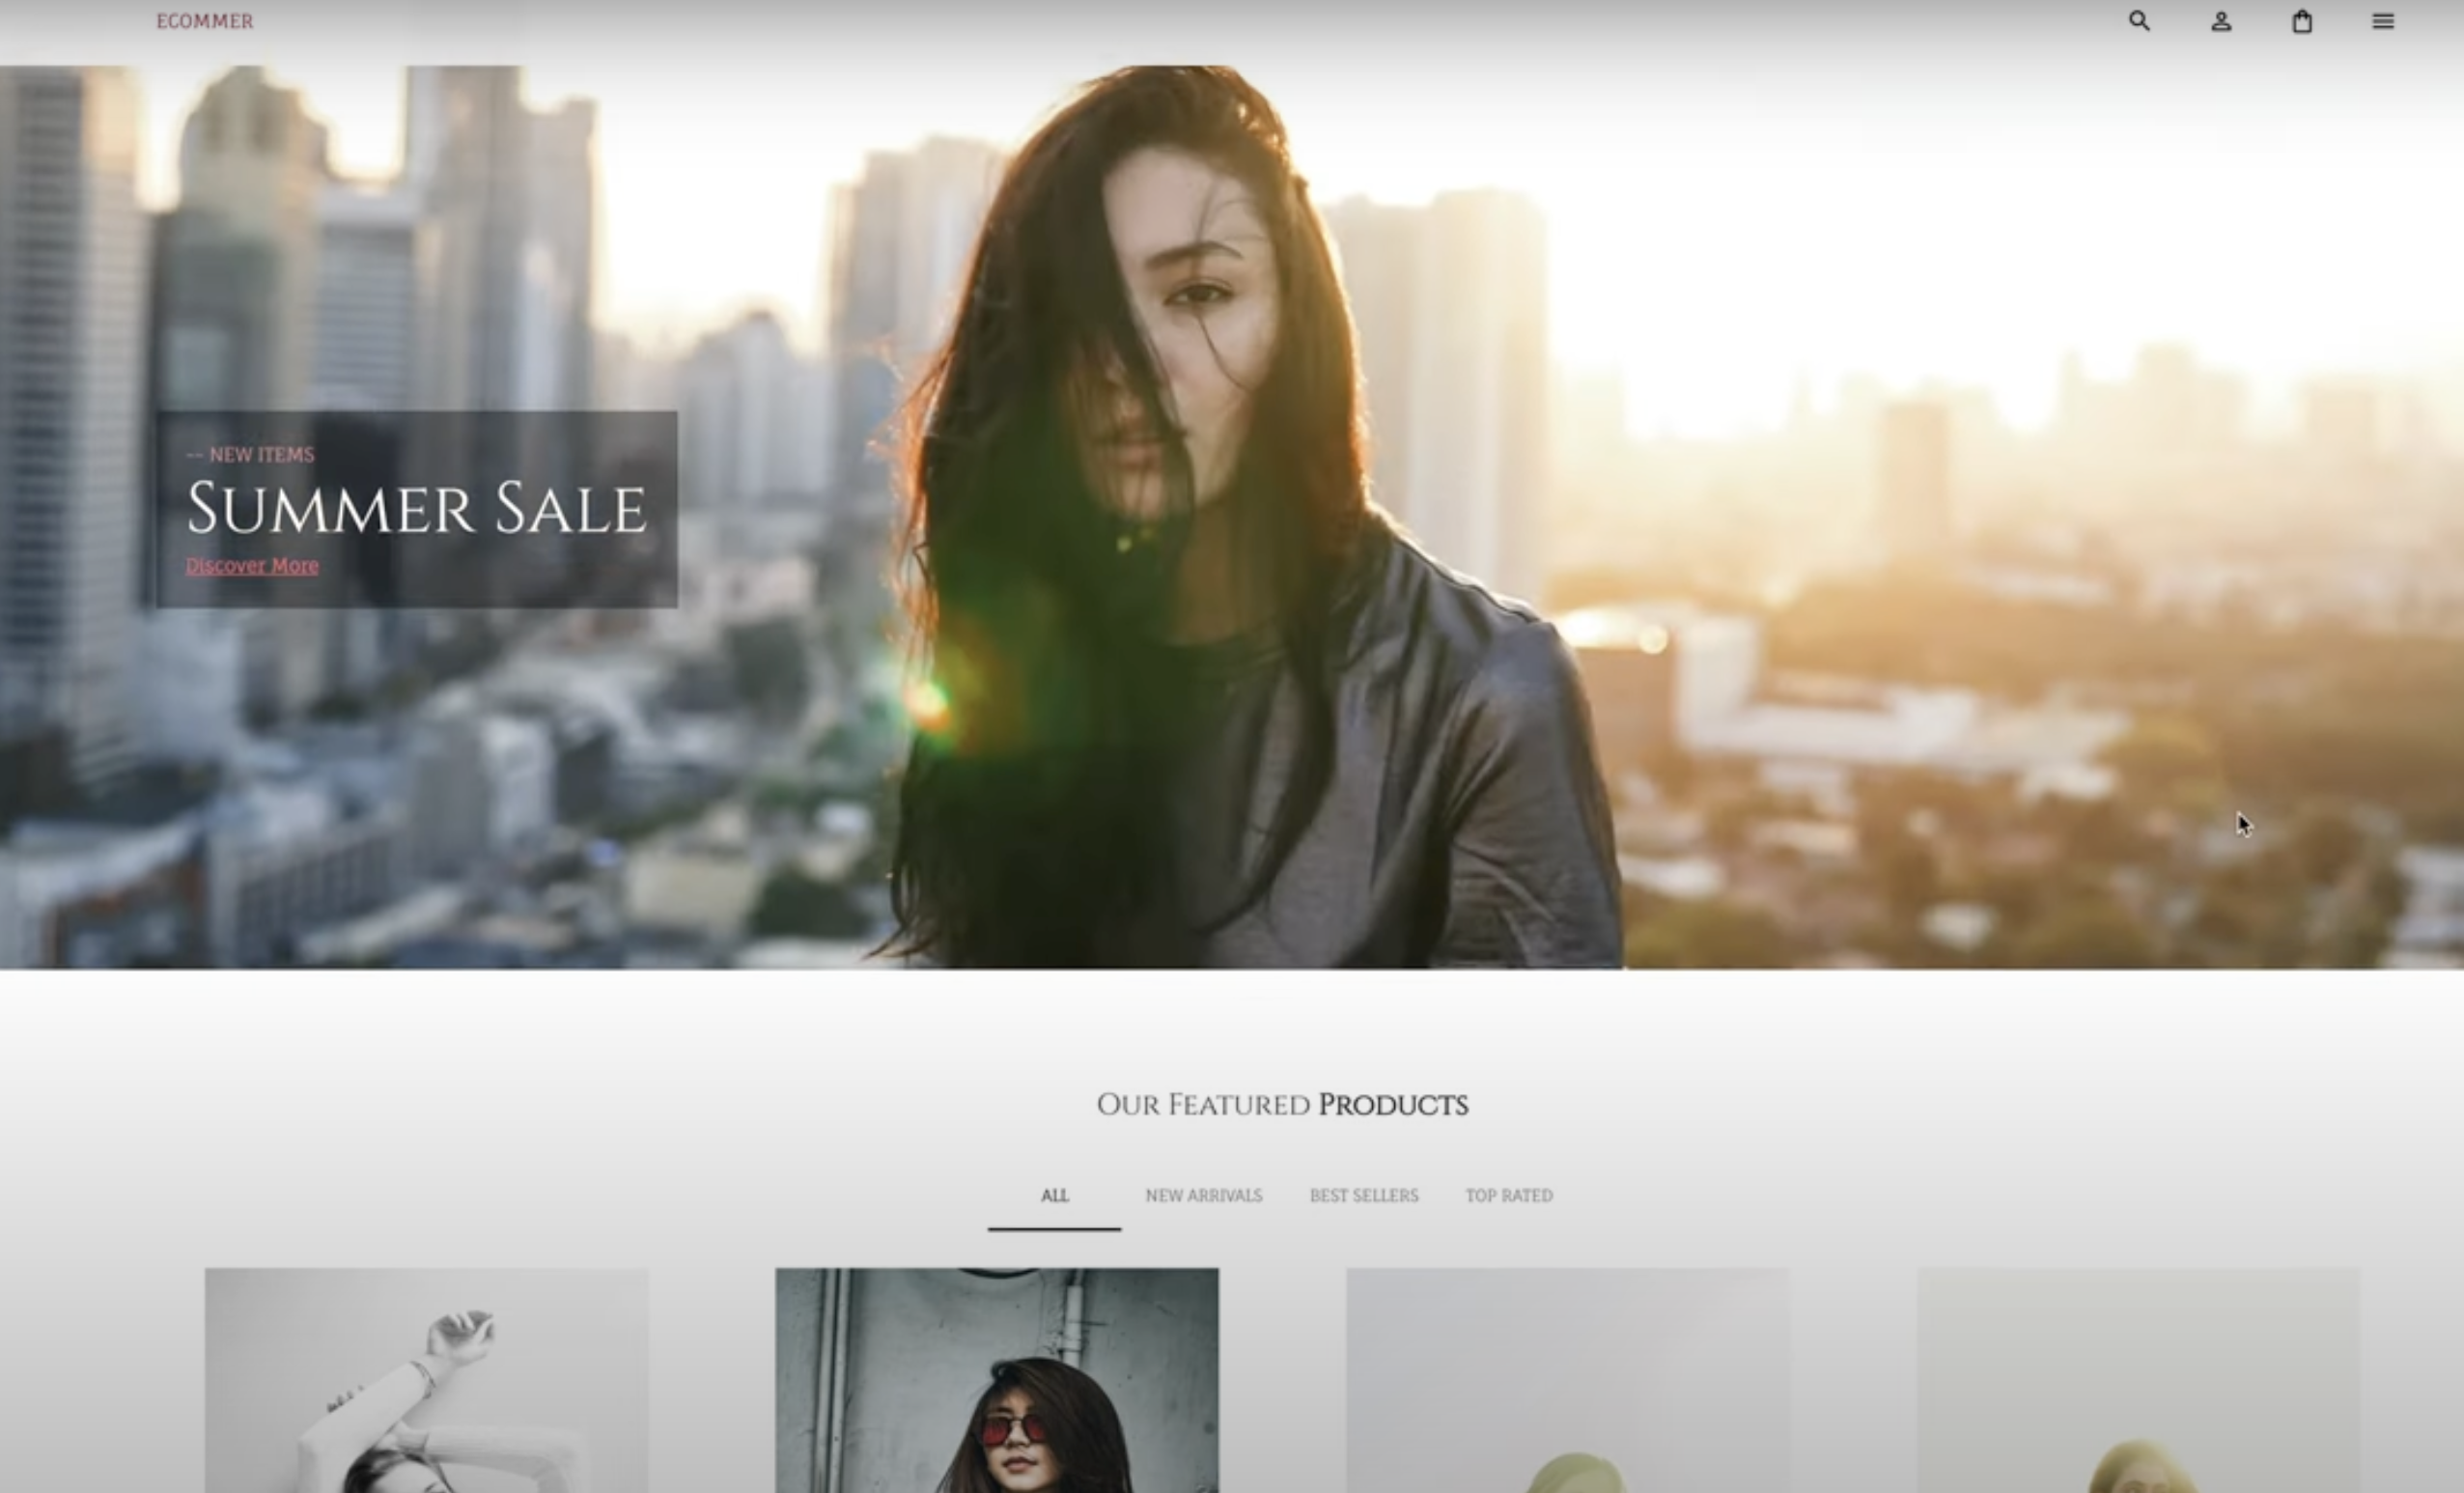 ECOMMER
-- NEW ITEMS
SUMMER SALE
Discover More
OUR FEATURED PRODUCTS
ALL NEW ARRIVALS BEST SELLERS TOP RATED